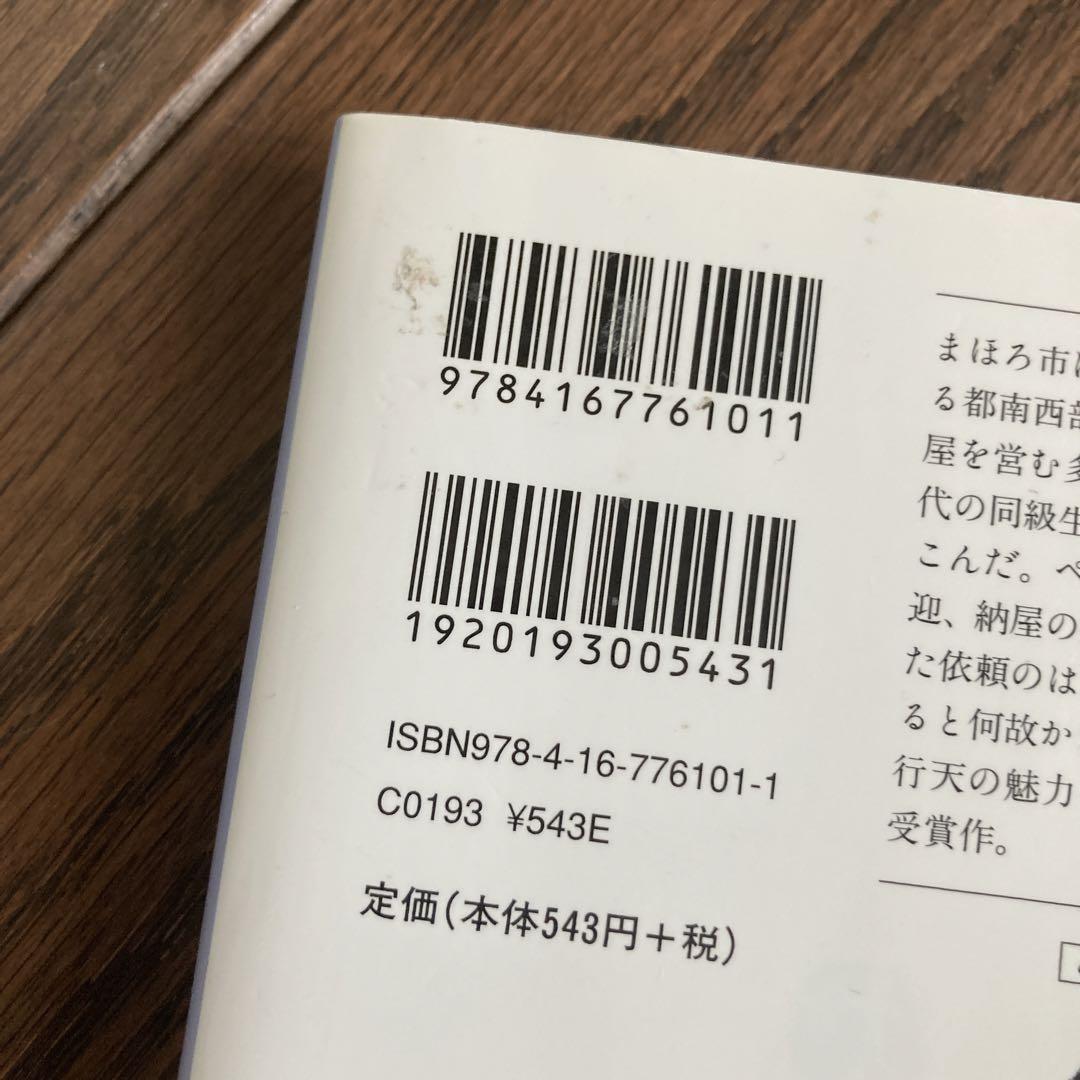 9784167761011
1920193005431
ISBN978-4-16-776101-1
C0193 ¥543E
定価(本体543円+税)
まほろ市は
る都南西部
屋を営む多
代の同級生
こんだ。ペ
迎、納屋の
た依頼のは
ると何故か
行天の魅力
受賞作。